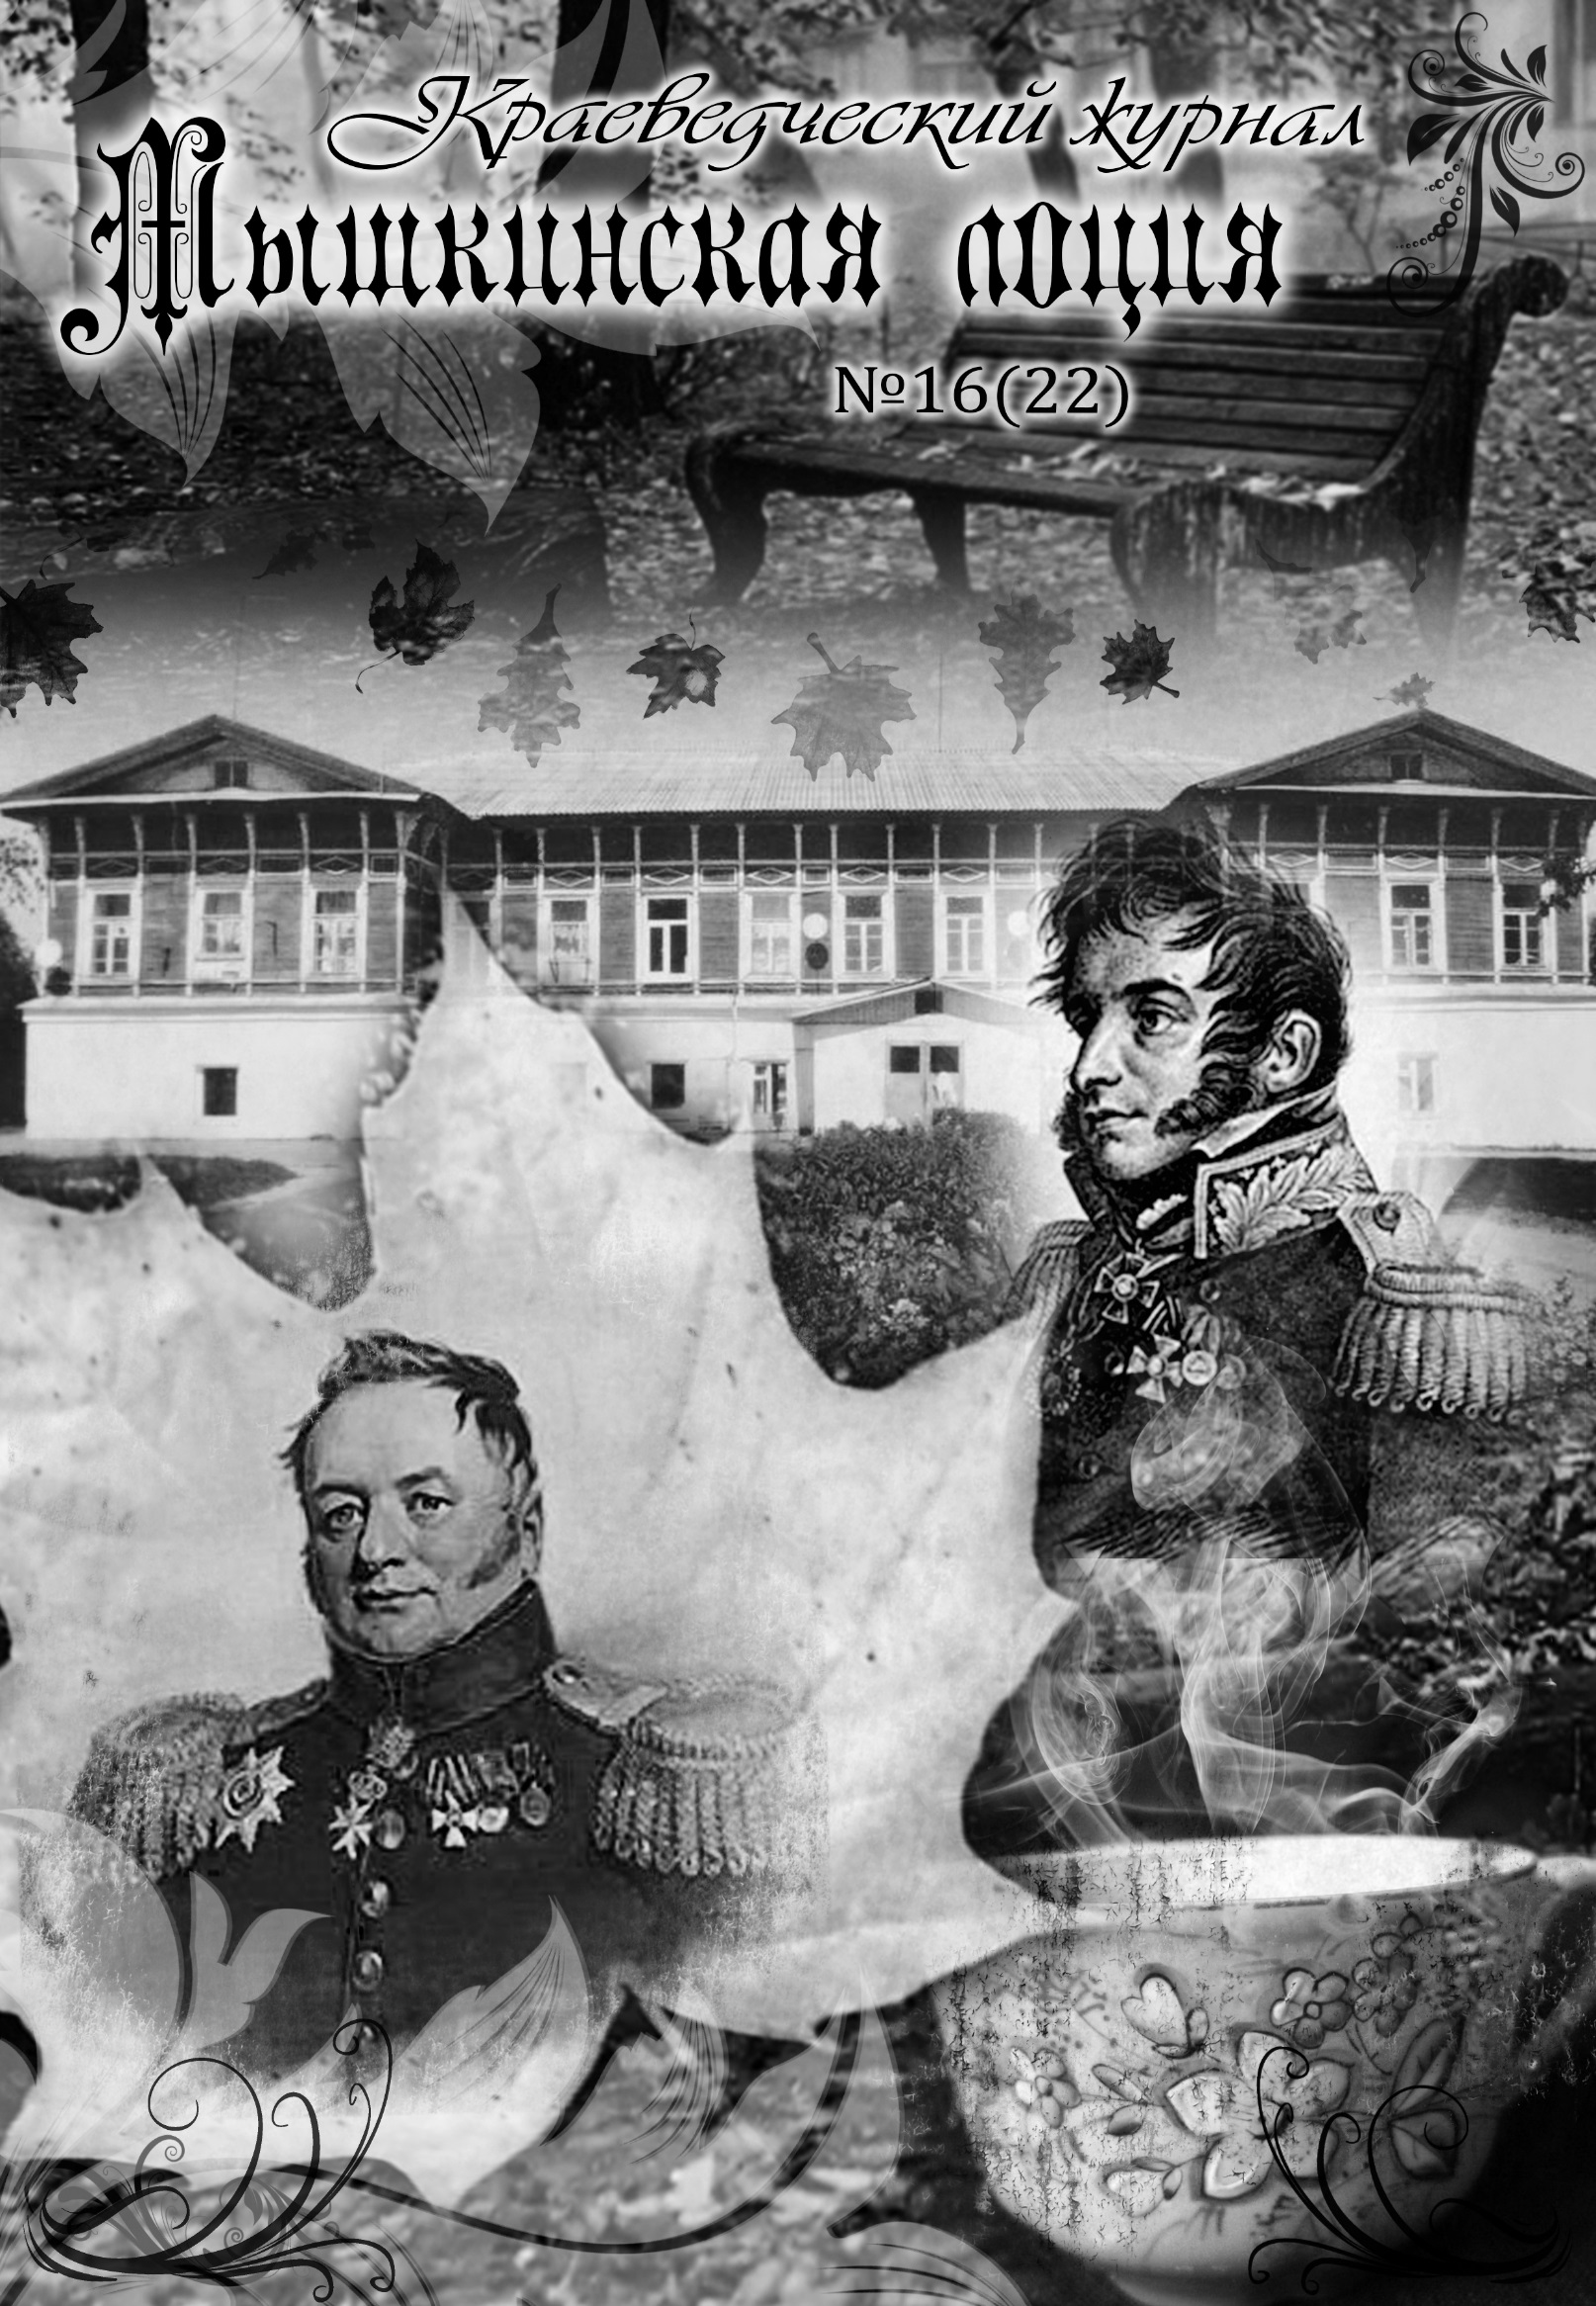 Краеведческий журнал
Мышкинская лоция
№16(22)